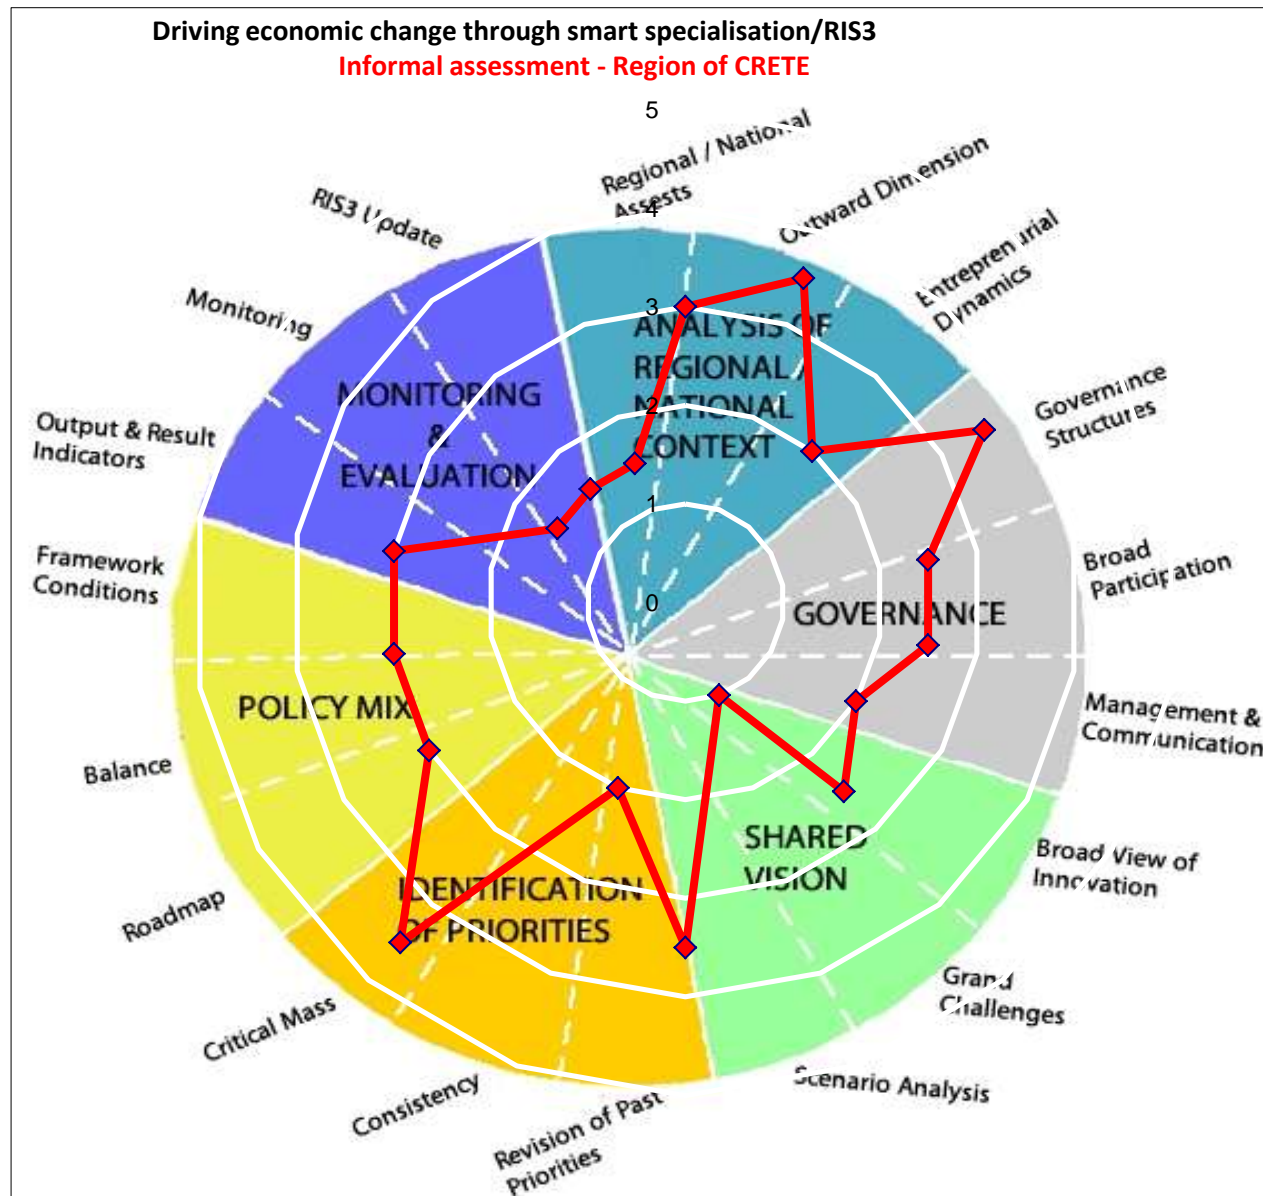 Driving economic change through smart specialisation/RIS3
Informal assessment - Region of CRETE
5
4
3
2
1
0
Regional / National
Assests
Outward Dimension
Entreprenurial
Dynamics
Governance
Structures
Broad
Participation
Management &
Communication
Broad View of
Innovation
Grand
Challenges
Scenario Analysis
Revision of Past
Priorities
Consistency
Critical Mass
Roadmap
Balance
Framework
Conditions
Output & Result
Indicators
Monitoring
RIS3 Update
ANALYSIS OF
REGIONAL /
NATIONAL
CONTEXT
GOVERNANCE
SHARED
VISION
IDENTIFICATION
OF PRIORITIES
POLICY MIX
MONITORING
&
EVALUATION